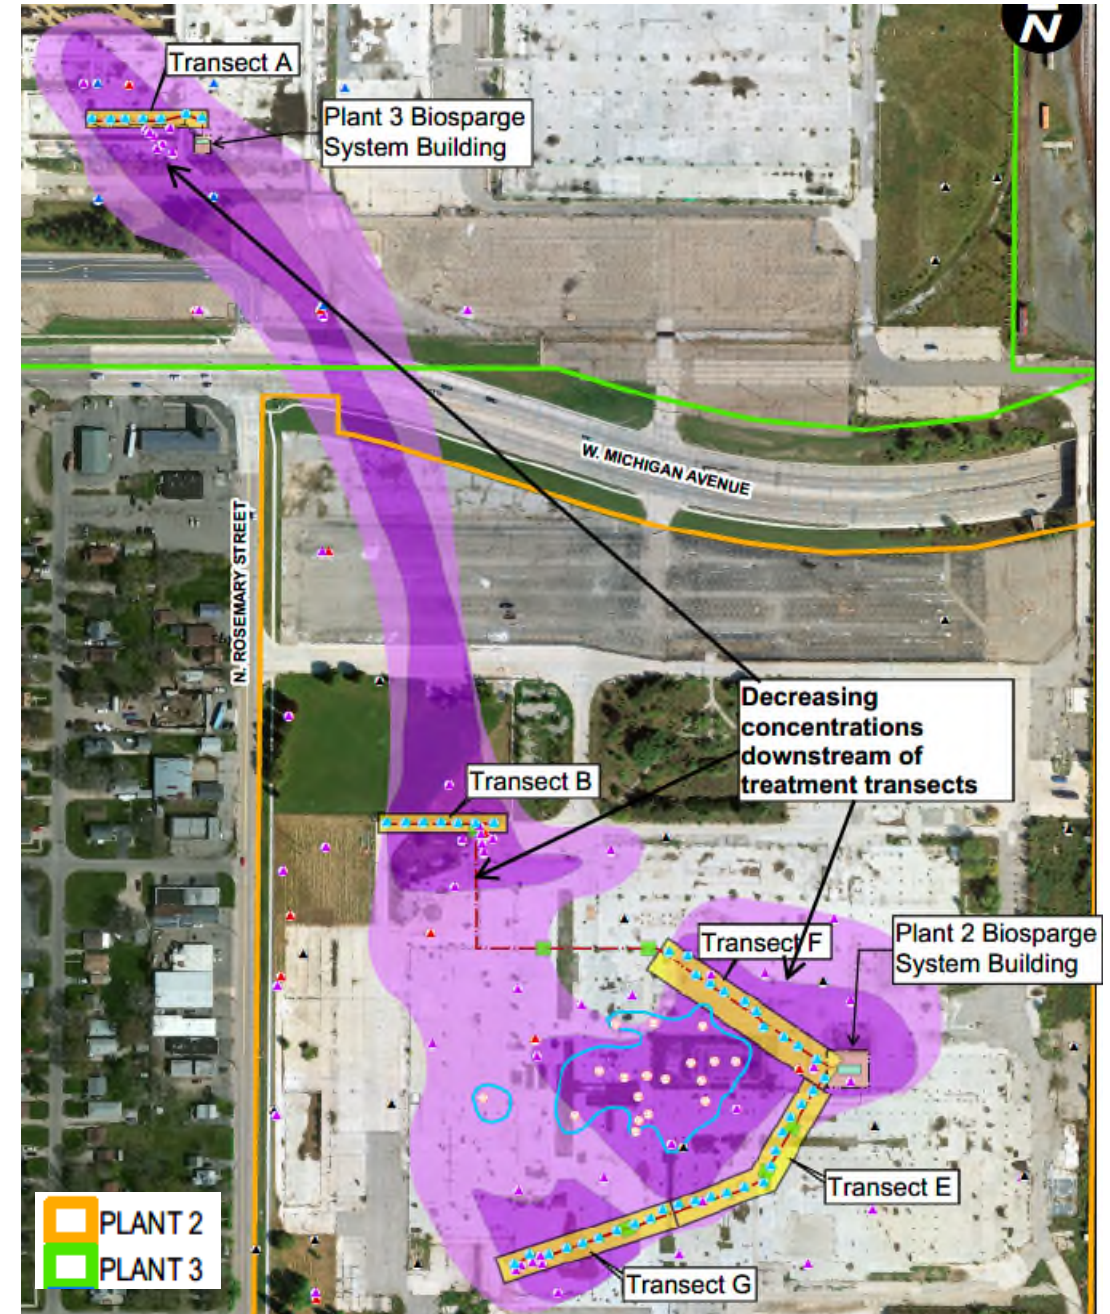 N
Transect A
Plant 3 Biosparge
System Building
W. MICHIGAN AVENUE
N. ROSEMARY STREET
Decreasing
concentrations
downstream of
treatment transects
Transect B
Transect F
Plant 2 Biosparge
System Building
Transect E
Transect G
PLANT 2
PLANT 3